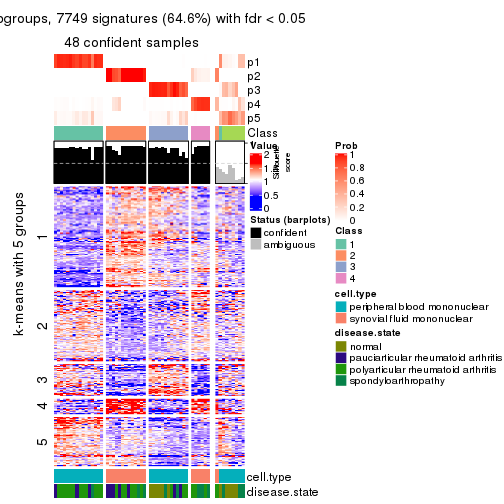 ogroups, 7749 signatures (64.6%) with fdr < 0.05
48 confident samples
p1
p2
p3
p4
p5
Class
k-means with 5 groups
1
2
3
4
5
cell.type
disease.state
Value
2
1.5
1
0.5
0
Silhouette
score
Status (barplots)
confident
ambiguous
Prob
1
0.8
0.6
0.4
0.2
0
Class
1
2
3
4
cell.type
peripheral blood mononuclear
synovial fluid mononuclear
disease.state
normal
pauciarticular rheumatoid arthritis
polyarticular rheumatoid arthritis
spondyloarthropathy